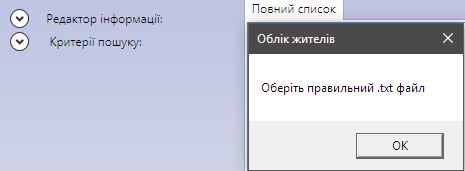 Повний список
Редактор інформації:
Критерії пошуку:
Облік жителів
Оберіть правильний .txt файл
OK